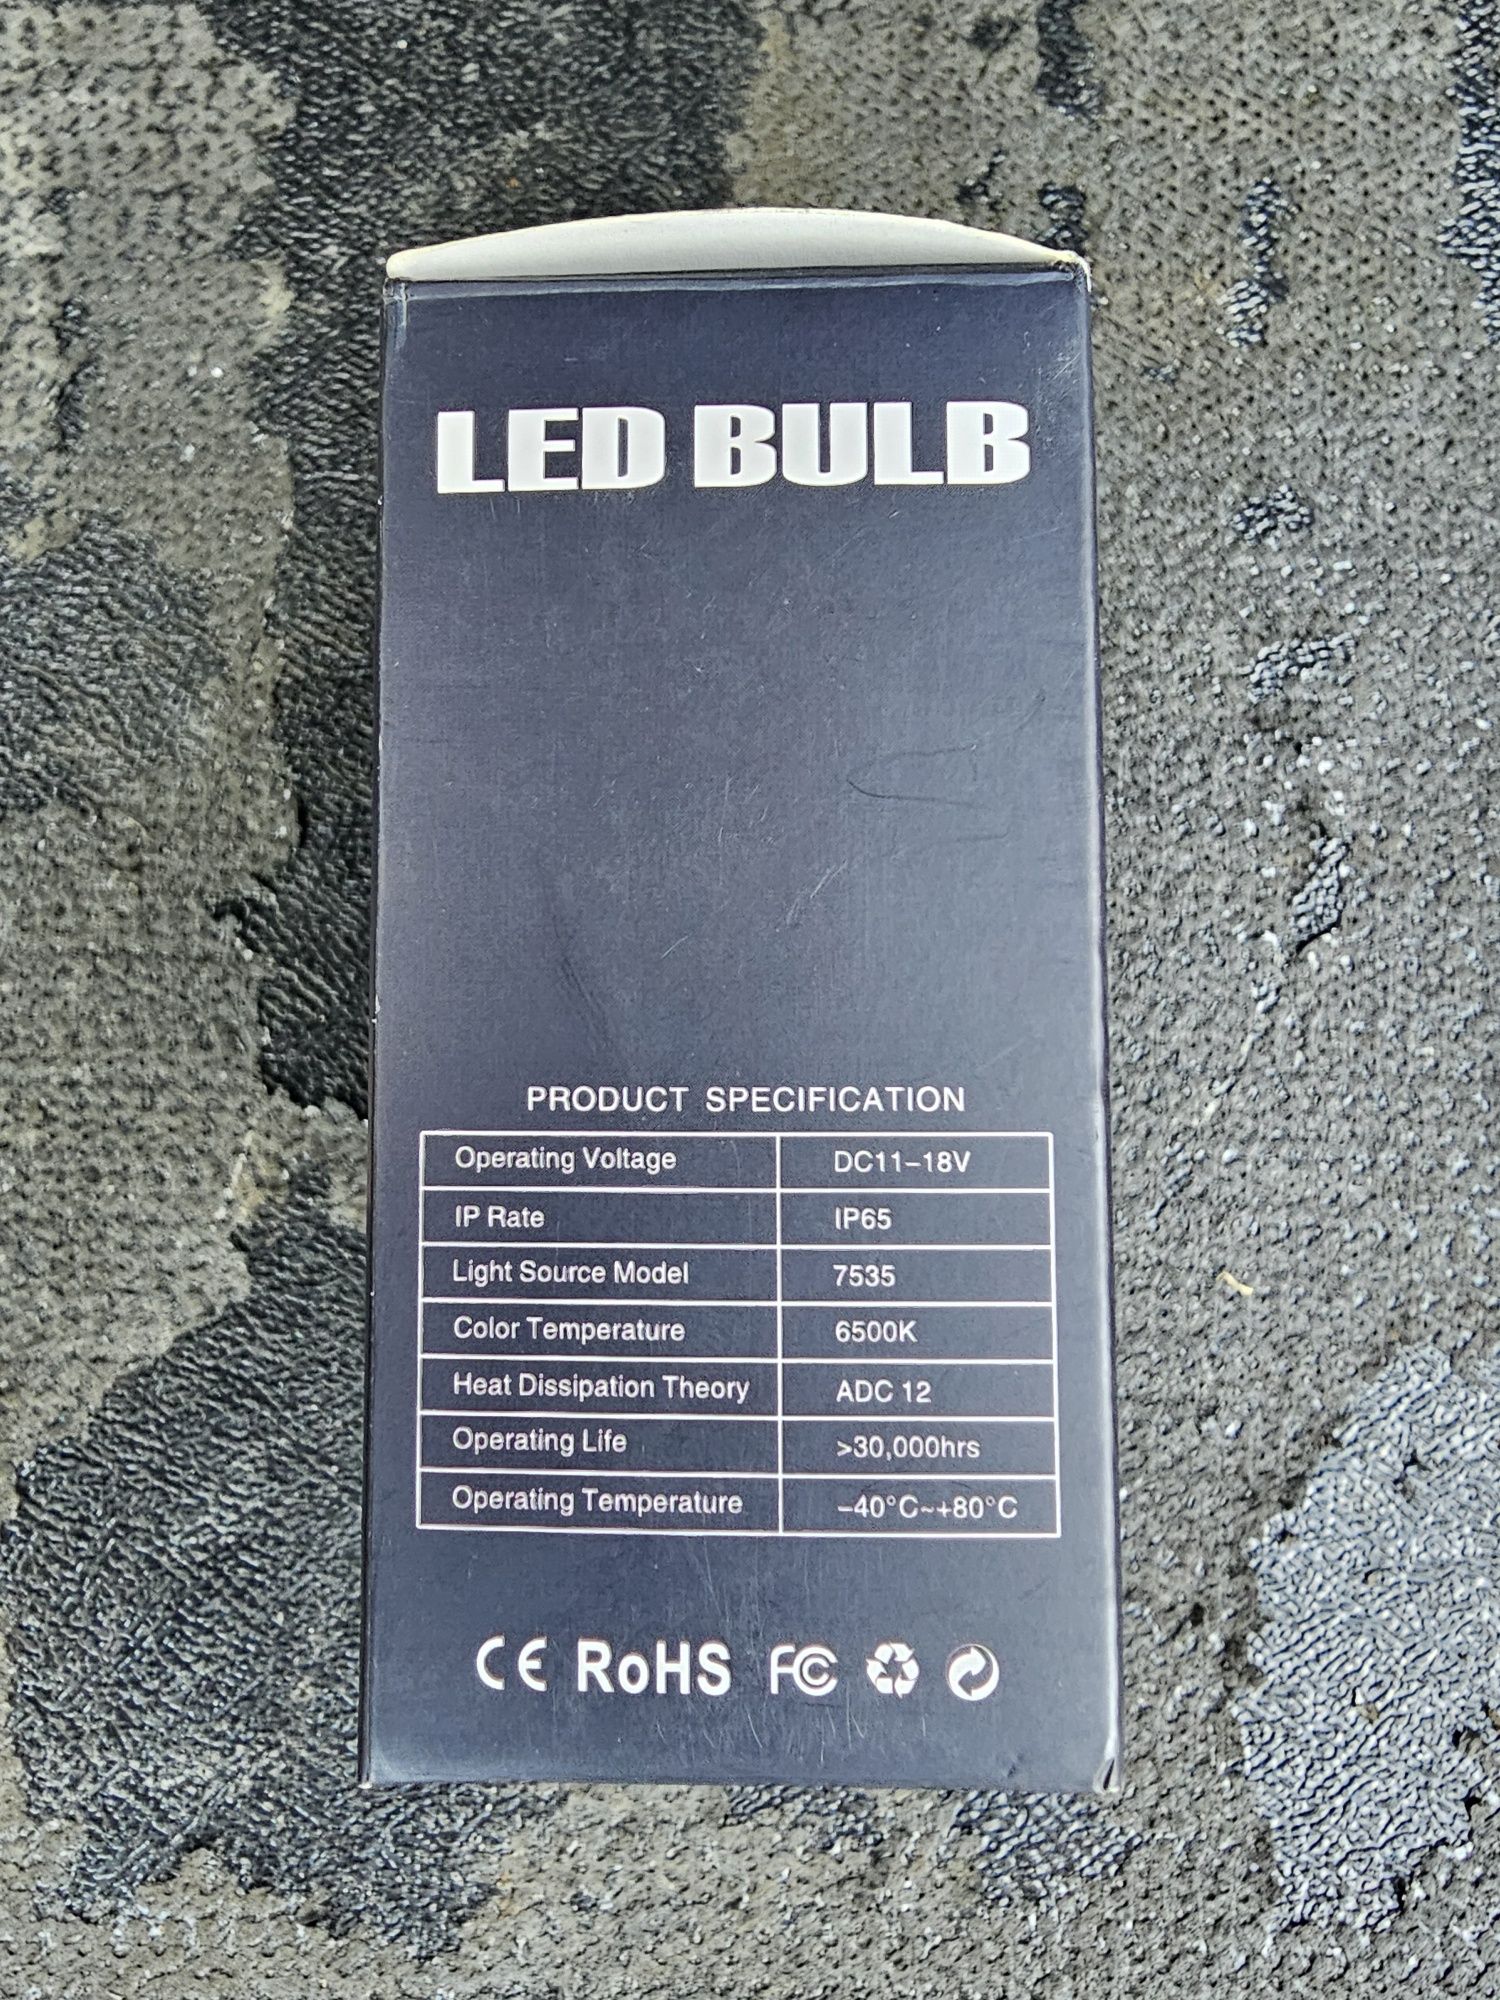 LED BULB
PRODUCT SPECIFICATION
Operating Voltage DC11-18V
IP Rate IP65
Light Source Model 7535
Color Temperature 6500K
Heat Dissipation Theory ADC 12
Operating Life >30,000hrs
Operating Temperature -40°C~+80°C
CE RoHS FC